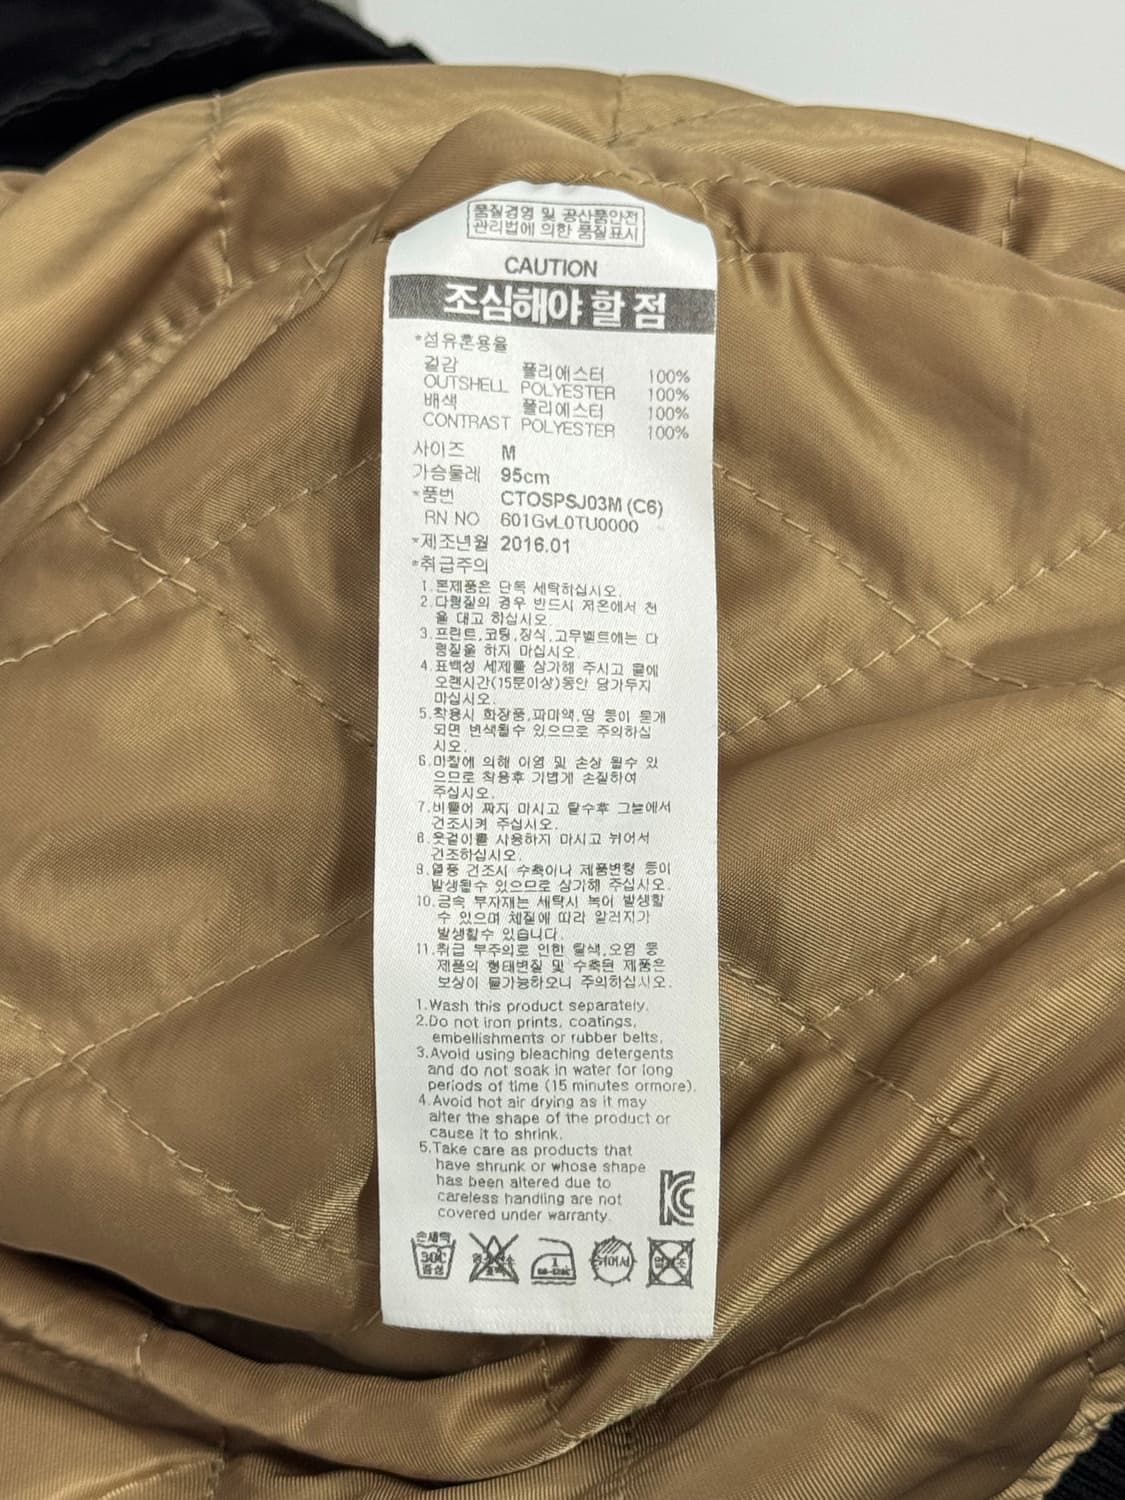 품질경영 및 공산품안전
관리법에 의한 품질표시
CAUTION
조심해야 할 점
*섬유혼용율
겉감 폴리에스터 100%
OUTSHELL POLYESTER 100%
배색 폴리에스터 100%
CONTRAST POLYESTER 100%
사이즈 M
가슴둘레 95cm
*품번 CTOSPSJ03M (C6)
RN NO 601GvL0TU0000
*제조년월 2016.01
*취급주의
1.본제품은 단독 세탁하십시오.
2.다림질의 경우 반드시 저온에서 천
을 대고 하십시오.
3.프린트,코팅,장식,고무벨트에는 다
림질을 하지 마십시오.
4.표백성 세제를 삼가해 주시고 물에
오랜시간(15분이상)동안 담가두지
마십시오.
5.착용시 화장품,파마액,땀 등이 묻게
되면 변색될수 있으므로 주의하십
시오.
6.마찰에 의해 이염 및 손상 될수 있
으므로 착용후 가볍게 손질하여
주십시오.
7.비틀어 짜지 마시고 탈수후 그늘에서
건조시켜 주십시오.
8.옷걸이를 사용하지 마시고 뉘어서
건조하십시오.
9.열풍 건조시 수축이나 제품변형 등이
발생될수 있으므로 삼가해 주십시오.
10.금속 부자재는 세탁시 녹이 발생할
수 있으며 체질에 따라 알러지가
발생할수 있습니다.
11.취급 부주의로 인한 탈색,오염 등
제품의 형태변질 및 수축된 제품은
보상이 불가능하오니 주의하십시오.
1.Wash this product separately.
2.Do not iron prints, coatings,
embellishments or rubber belts.
3.Avoid using bleaching detergents
and do not soak in water for long
periods of time (15 minutes ormore).
4.Avoid hot air drying as it may
alter the shape of the product or
cause it to shrink.
5.Take care as products that
have shrunk or whose shape
has been altered due to
careless handling are not
covered under warranty.
KC
손세탁
30C
중성
1
뉘어서